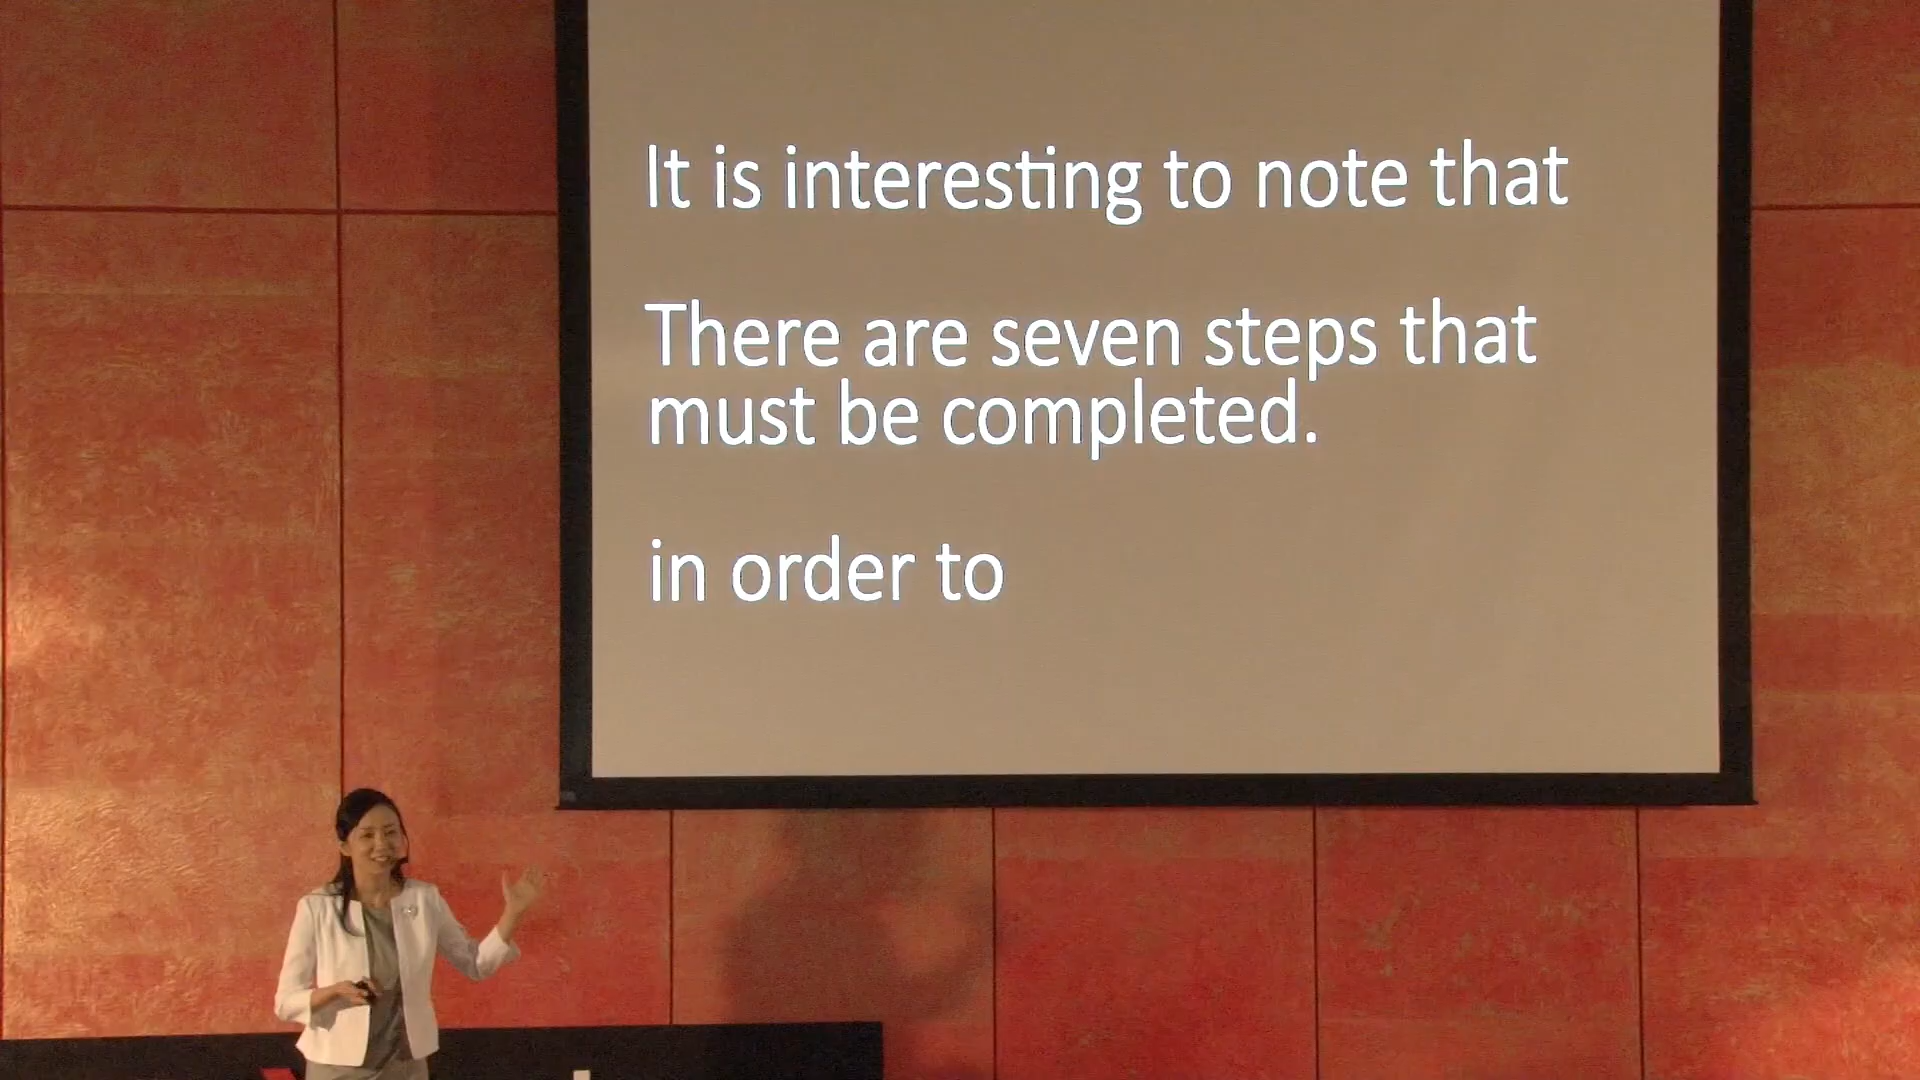 It is interesting to note that
There are seven steps that
must be completed.
in order to